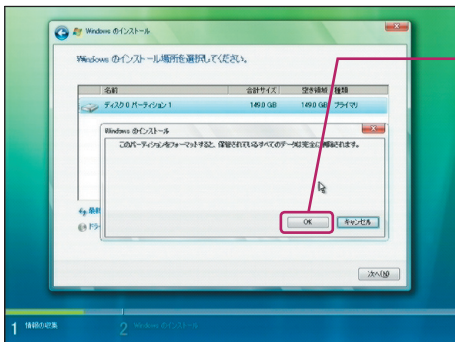 Windows のインストール
Windows のインストール場所を選択してください。
名前 合計サイズ 空き領域 種類
ディスク 0 パーティション 1 149.0 GB 149.0 GB プライマリ
Windows のインストール
このパーティションをフォーマットすると、保管されているすべてのデータは完全に削除されます。
OK キャンセル
最新
ドラ
次へ(N)
1 情報の収集 2 Windows のインストール